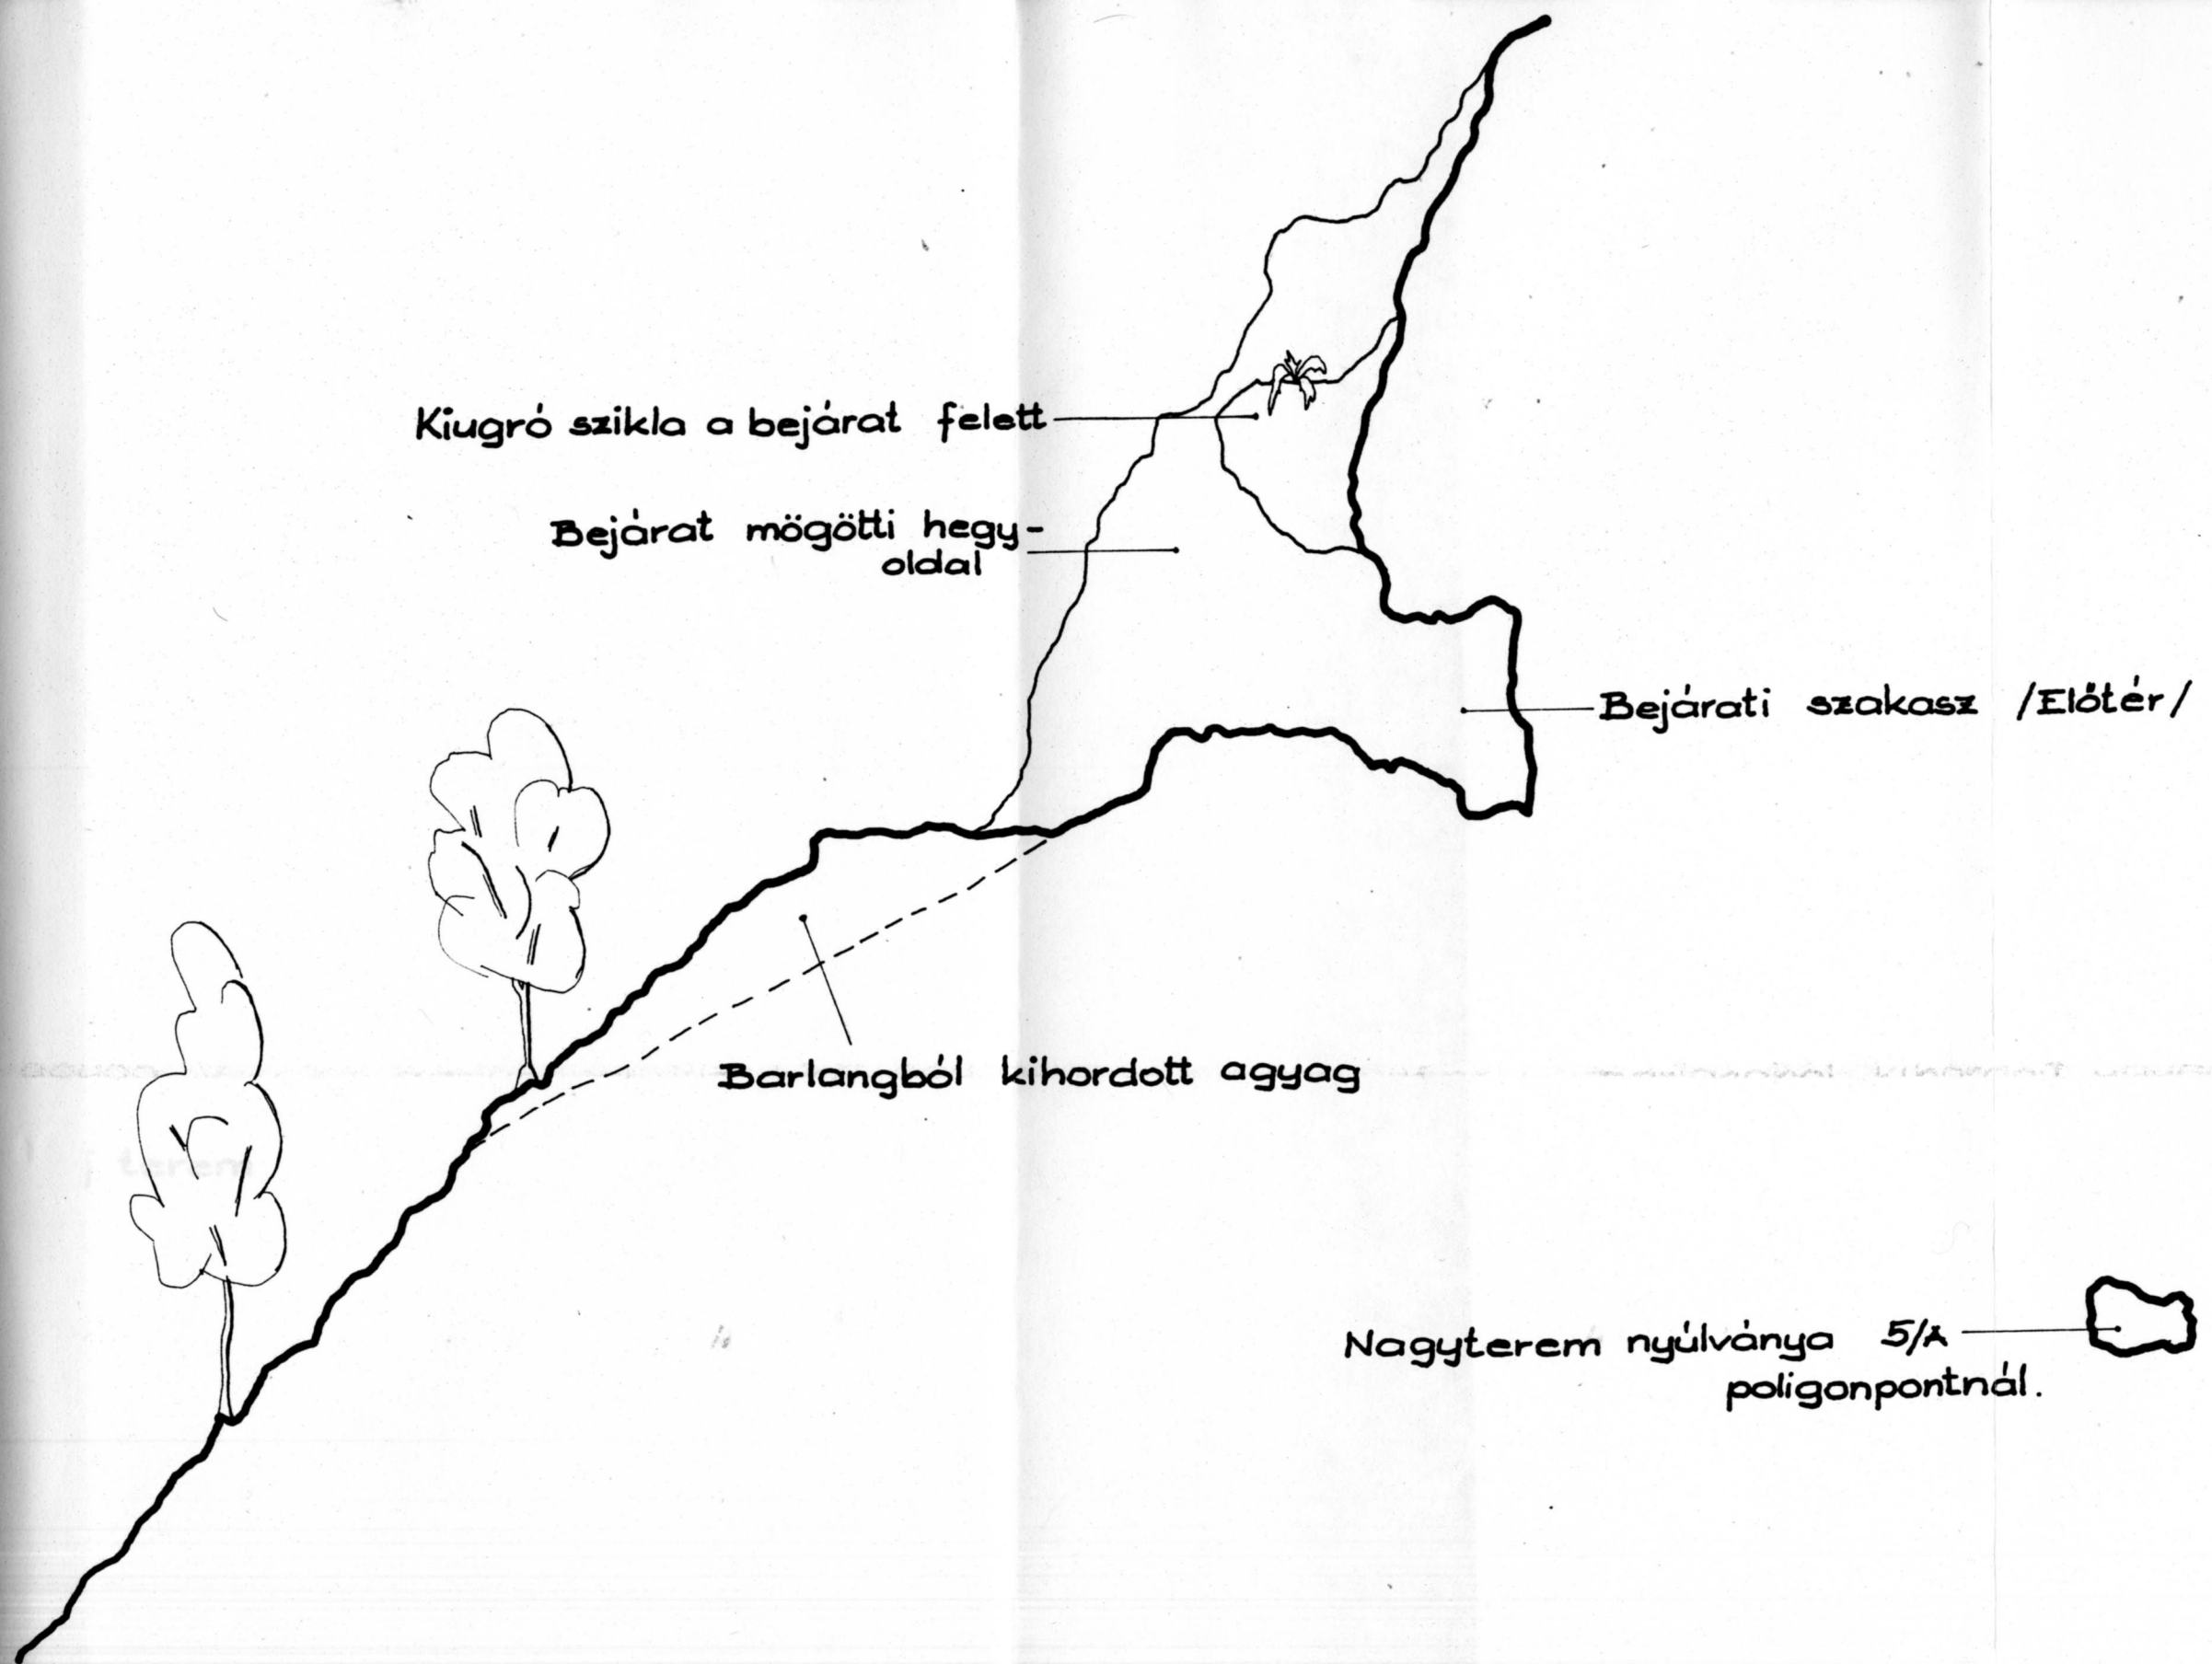 Kiugró szikla a bejárat felett
Bejárat mögötti hegy-
oldal
Bejárati szakasz /Előtér/
Barlangból kihordott agyag
Nagyterem nyúlványa 5/A
poligonpontnál.